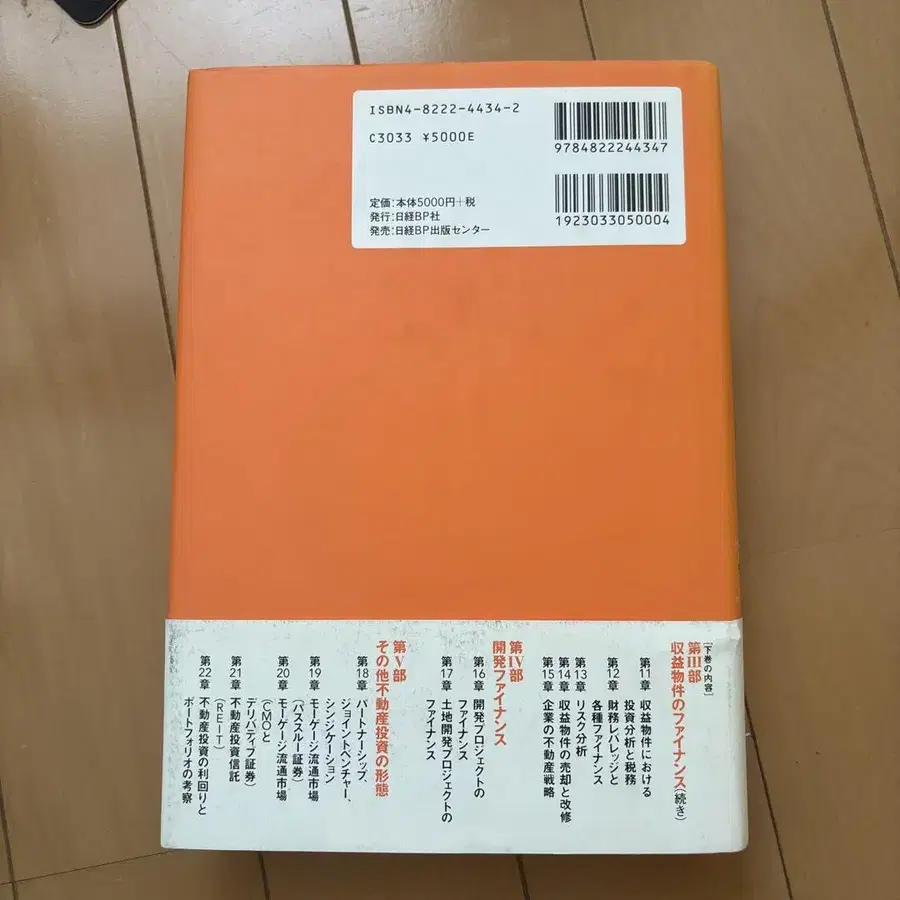 ISBN4-8222-4434-2
C3033 ¥5000E
定価:本体5000円+税
発行:日経BP社
発売:日経BP出版センター
9784822244347
1923033050004
[下巻の内容]
第III部
収益物件のファイナンス(続き)
第11章 収益物件における
投資分析と税務
第12章 財務レバレッジと
各種ファイナンス
第13章 リスク分析
第14章 収益物件の売却と改修
第15章 企業の不動産戦略
第IV部
開発ファイナンス
第16章 開発プロジェクトの
ファイナンス
第17章 土地開発プロジェクトの
ファイナンス
第V部
その他不動産投資の形態
第18章 パートナーシップ、
ジョイントベンチャー、
シンジケーション
第19章 モーゲージ流通市場
(パススルー証券)
第20章 モーゲージ流通市場
(CMOと
デリバティブ証券)
第21章 不動産投資信託
(REIT)
第22章 不動産投資の利回りと
ポートフォリオの考察